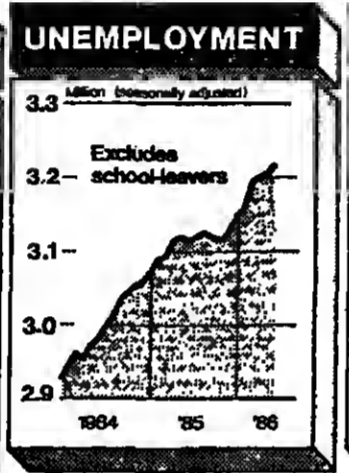 UNEMPLOYMENT
Million (seasonally adjusted)
3.3
Excludes
3.2 school-leavers
3.1
3.0
2.9
1984 '85 '86